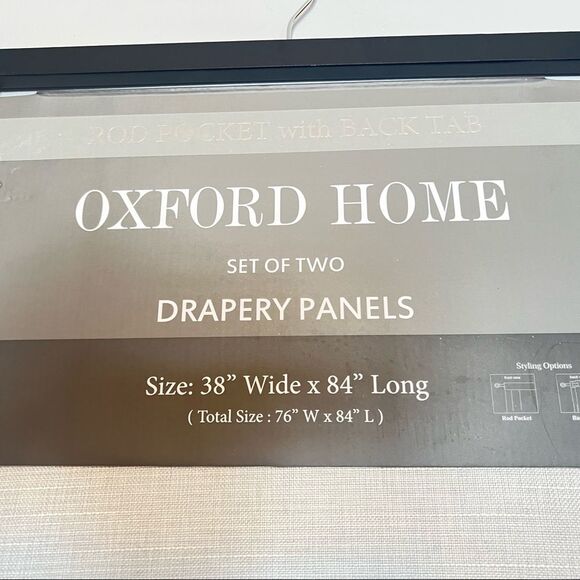 ROD POCKET with BACK TAB
OXFORD HOME
SET OF TWO
DRAPERY PANELS
Size: 38” Wide x 84” Long
( Total Size : 76” W x 84” L )
Styling Options
Rod Pocket